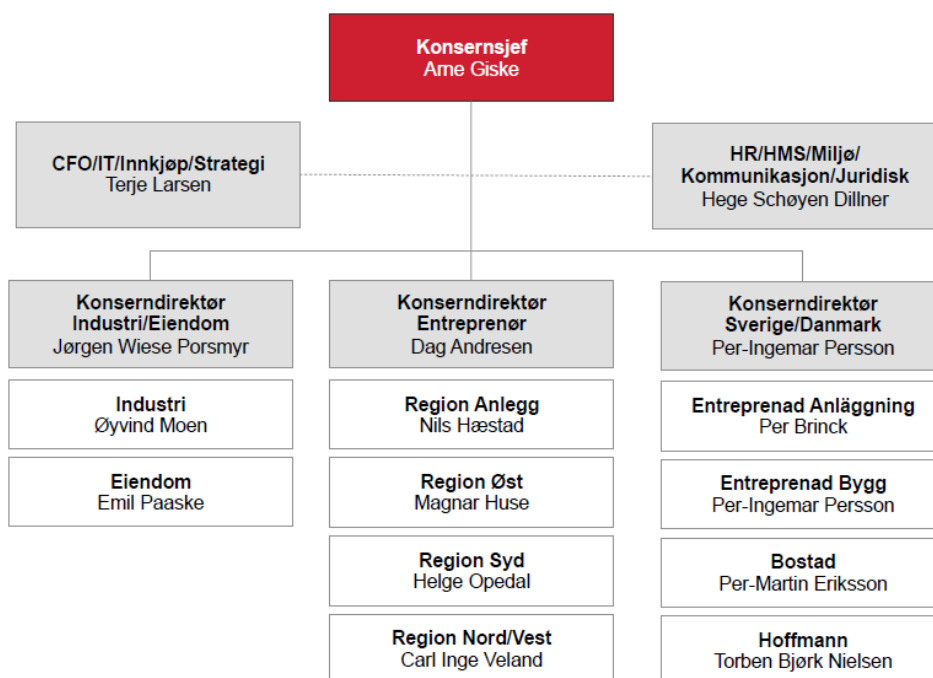 Konsernsjef
Arne Giske
CFO/IT/Innkjøp/Strategi
Terje Larsen
HR/HMS/Miljø/
Kommunikasjon/Juridisk
Hege Schøyen Dillner
Konserndirektør
Industri/Eiendom
Jørgen Wiese Porsmyr
Konserndirektør
Entreprenør
Dag Andresen
Konserndirektør
Sverige/Danmark
Per-Ingemar Persson
Industri
Øyvind Moen
Eiendom
Emil Paaske
Region Anlegg
Nils Hæstad
Region Øst
Magnar Huse
Region Syd
Helge Opedal
Region Nord/Vest
Carl Inge Veland
Entreprenad Anläggning
Per Brinck
Entreprenad Bygg
Per-Ingemar Persson
Bostad
Per-Martin Eriksson
Hoffmann
Torben Bjørk Nielsen